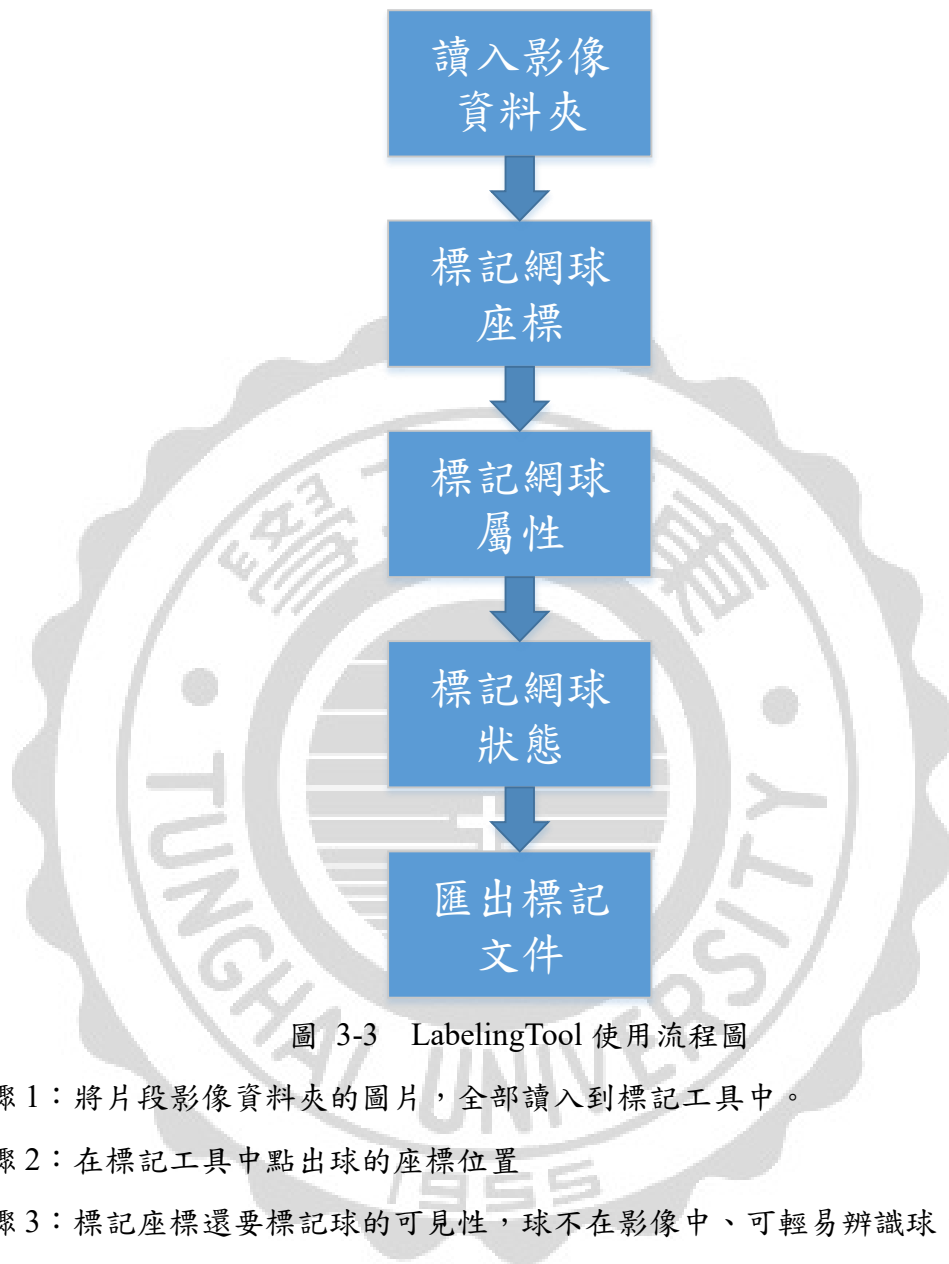 讀入影像
資料夾
標記網球
座標
標記網球
屬性
標記網球
狀態
匯出標記
文件
圖 3-3 LabelingTool 使用流程圖
驟 1：將片段影像資料夾的圖片，全部讀入到標記工具中。
驟 2：在標記工具中點出球的座標位置
驟 3：標記座標還要標記球的可見性，球不在影像中、可輕易辨識球
TUNGHAI UNIVERSITY
1955